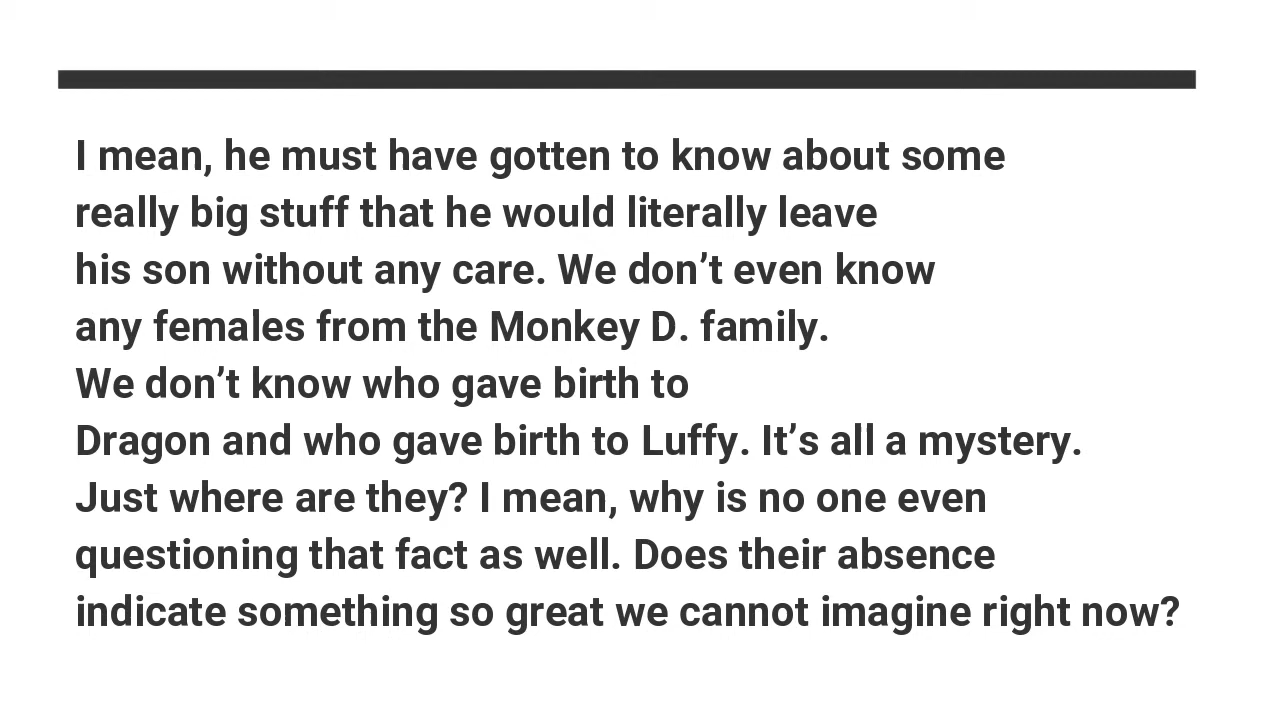 I mean, he must have gotten to know about some
really big stuff that he would literally leave
his son without any care. We don’t even know
any females from the Monkey D. family.
We don’t know who gave birth to
Dragon and who gave birth to Luffy. It’s all a mystery.
Just where are they? I mean, why is no one even
questioning that fact as well. Does their absence
indicate something so great we cannot imagine right now?